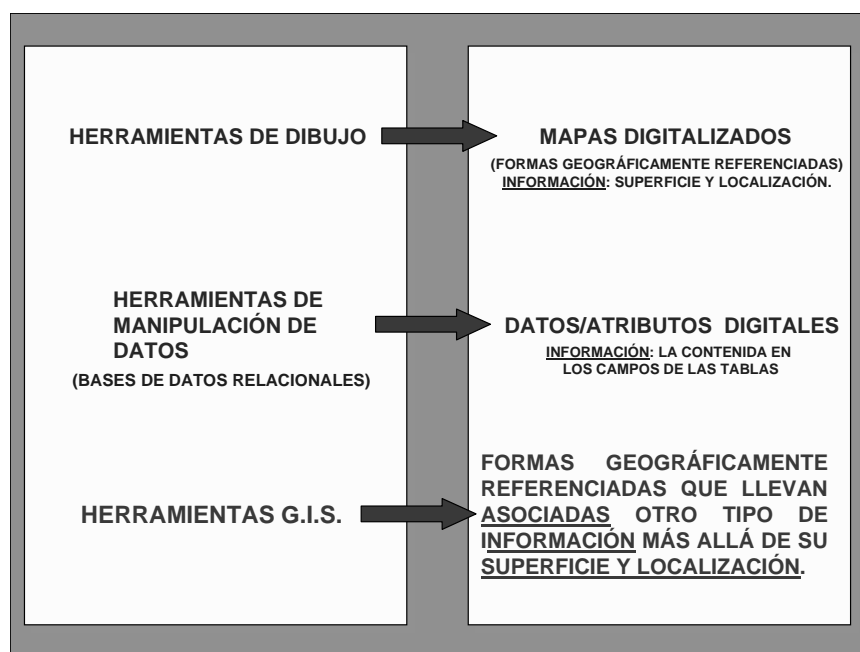 HERRAMIENTAS DE DIBUJO
MAPAS DIGITALIZADOS
(FORMAS GEOGRÁFICAMENTE REFERENCIADAS)
INFORMACIÓN: SUPERFICIE Y LOCALIZACIÓN.
HERRAMIENTAS DE
MANIPULACIÓN DE
DATOS
(BASES DE DATOS RELACIONALES)
DATOS/ATRIBUTOS DIGITALES
INFORMACIÓN: LA CONTENIDA EN
LOS CAMPOS DE LAS TABLAS
HERRAMIENTAS G.I.S.
FORMAS GEOGRÁFICAMENTE
REFERENCIADAS QUE LLEVAN
ASOCIADAS OTRO TIPO DE
INFORMACIÓN MÁS ALLÁ DE SU
SUPERFICIE Y LOCALIZACIÓN.